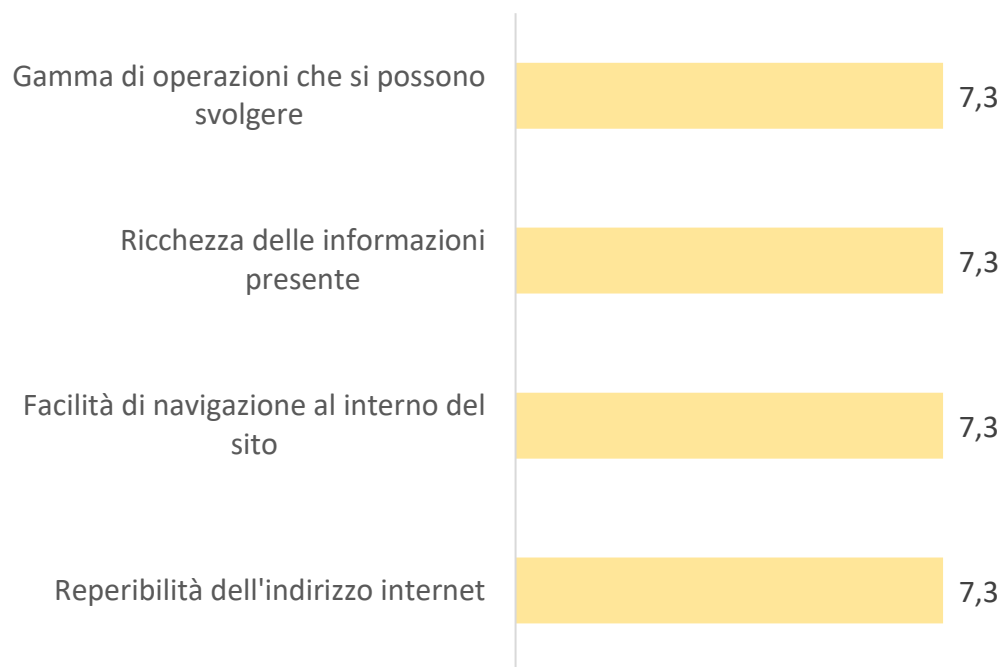 Gamma di operazioni che si possono
svolgere
7,3
Ricchezza delle informazioni
presente
7,3
Facilità di navigazione al interno del
sito
7,3
Reperibilità dell'indirizzo internet
7,3